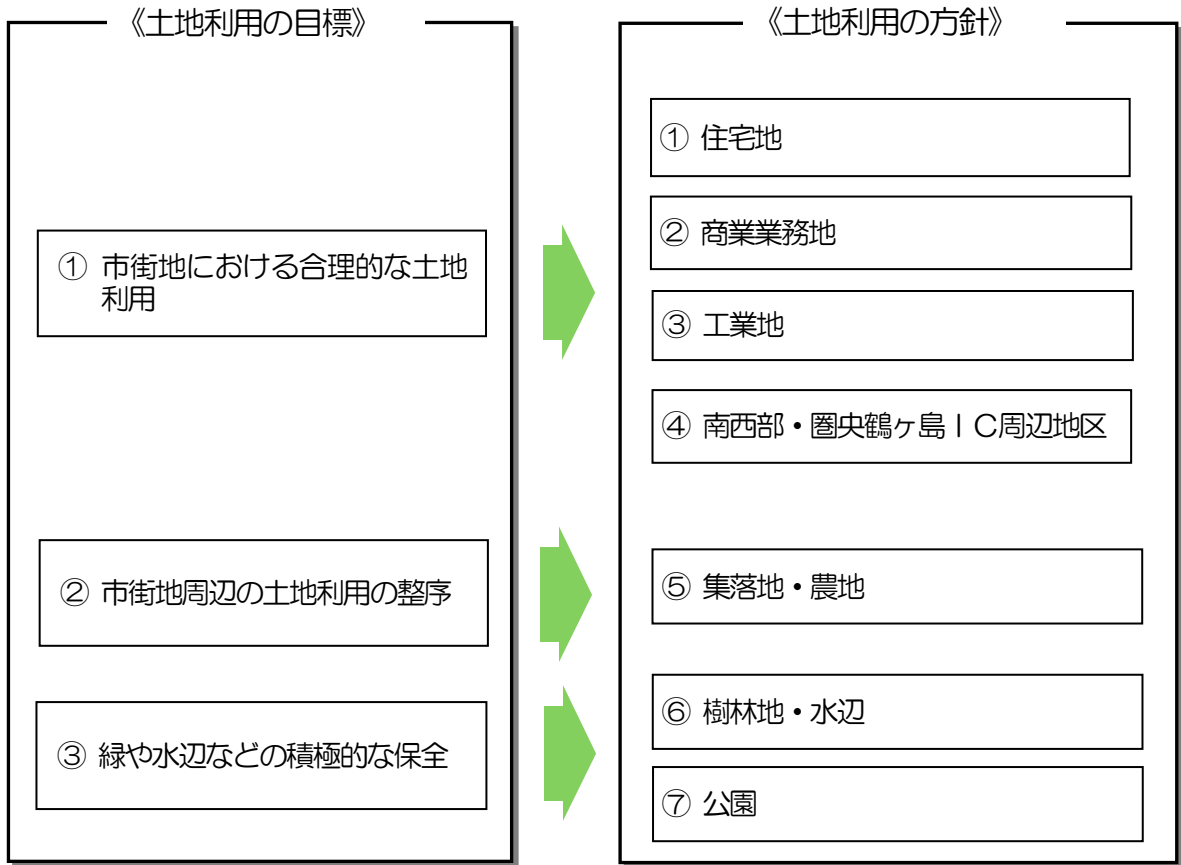 《土地利用の目標》
① 市街地における合理的な土地
利用
② 市街地周辺の土地利用の整序
③ 緑や水辺などの積極的な保全
《土地利用の方針》
① 住宅地
② 商業業務地
③ 工業地
④ 南西部・圏央鶴ヶ島ＩＣ周辺地区
⑤ 集落地・農地
⑥ 樹林地・水辺
⑦ 公園